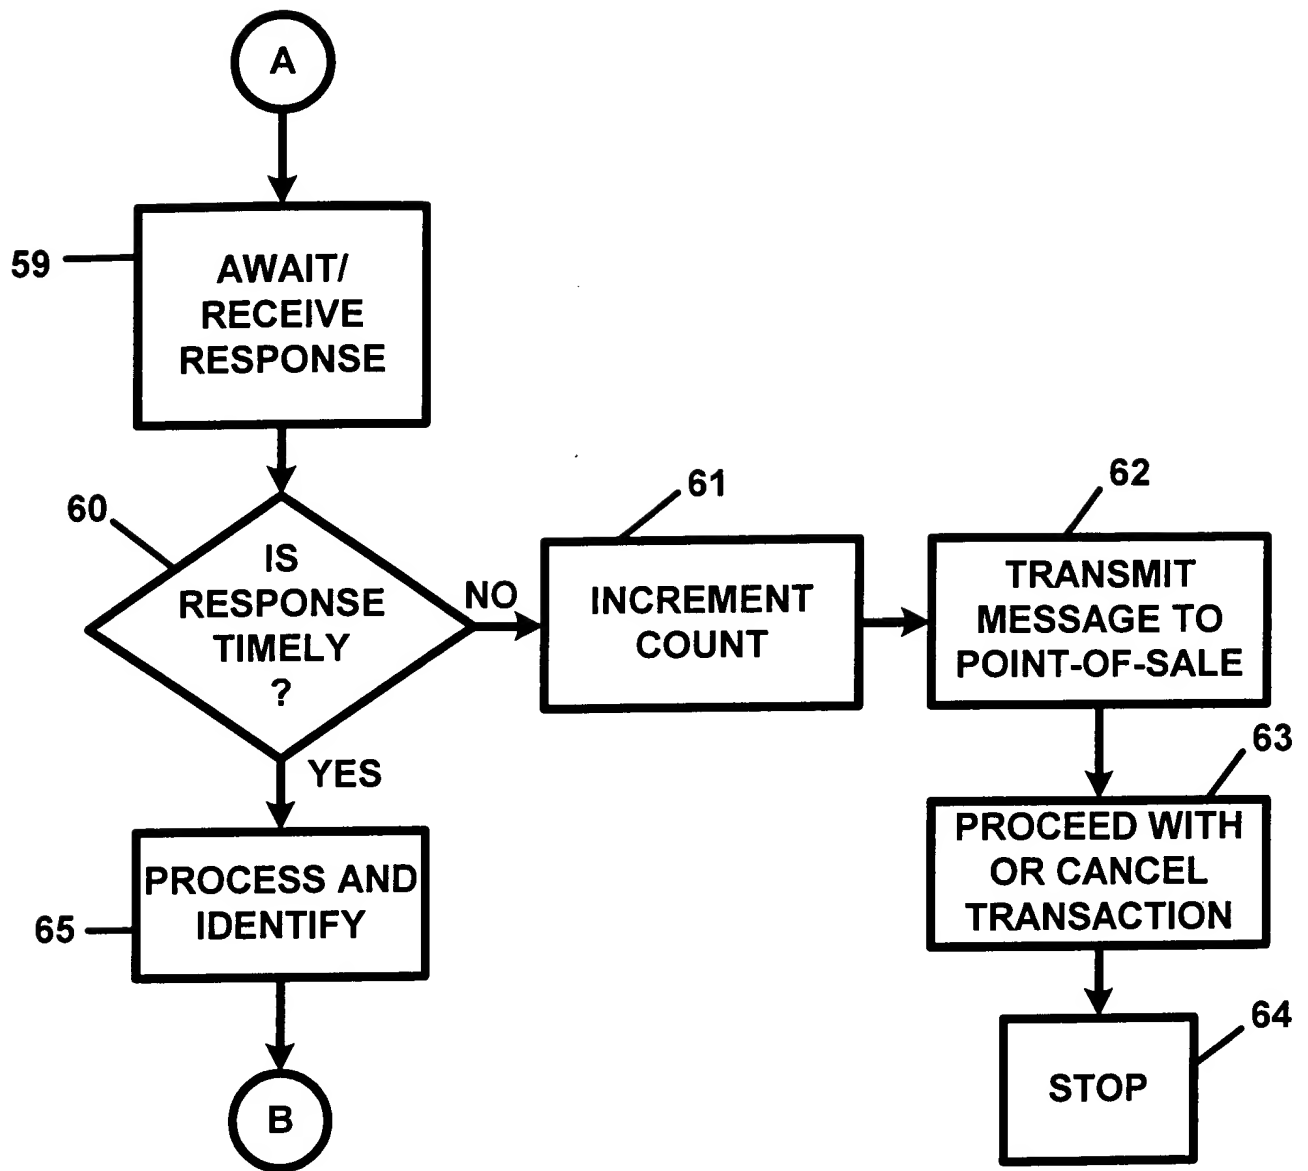 A
59
AWAIT/
RECEIVE
RESPONSE
60
IS
RESPONSE
TIMELY
?
NO
61
INCREMENT
COUNT
62
TRANSMIT
MESSAGE TO
POINT-OF-SALE
YES
63
PROCEED WITH
OR CANCEL
TRANSACTION
65
PROCESS AND
IDENTIFY
64
STOP
B